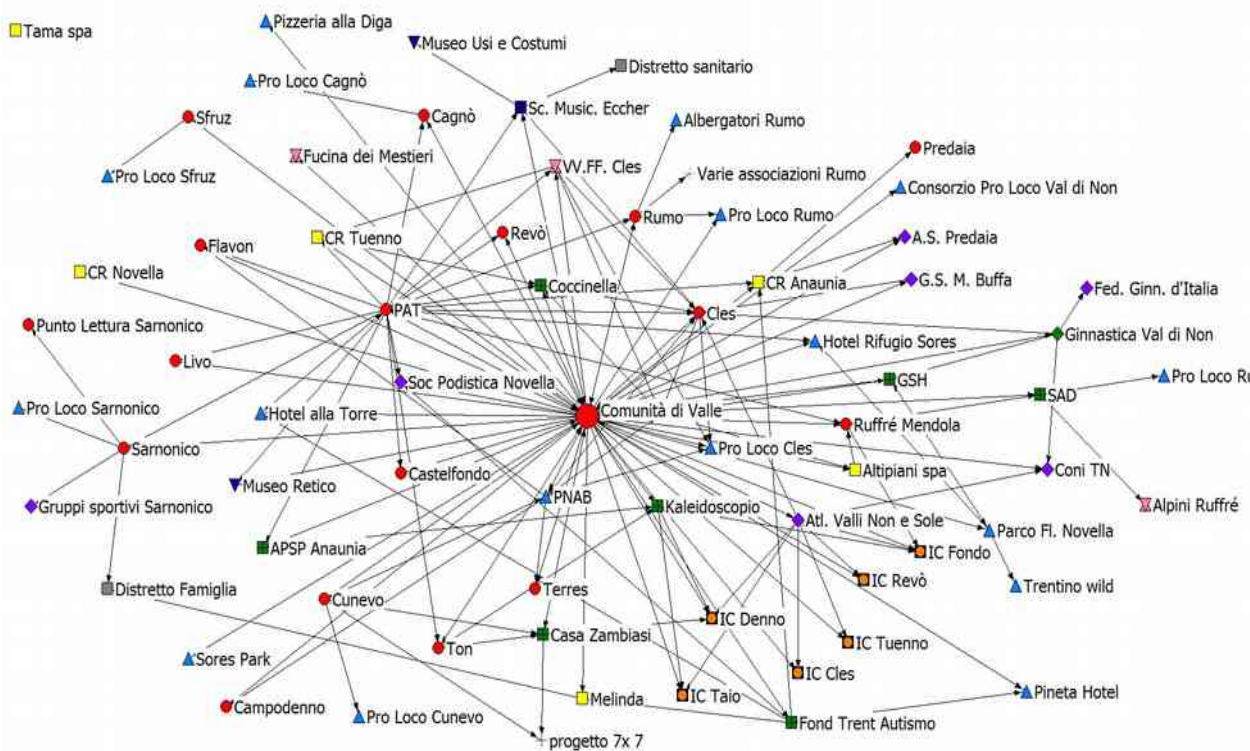 Pizzeria alla Diga
Tama spa
Museo Usi e Costumi
Distretto sanitario
Pro Loco Cagnò
Sc. Music. Eccher
Cagnò
Sfruz
Albergatori Rumo
Predaia
Fucina dei Mestieri
VV.FF. Cles
Varie associazioni Rumo
Pro Loco Sfruz
Consorzio Pro Loco Val di Non
Rumo
Pro Loco Rumo
Revò
CR Tuenno
A.S. Predaia
Flavon
CR Novella
Coccinella
CR Anaunia
G.S. M. Buffa
Fed. Ginn. d'Italia
PAT
Cles
Punto Lettura Sarnonico
Ginnastica Val di Non
Hotel Rifugio Sores
Livo
Soc Podistica Novella
GSH
Pro Loco Ru
SAD
Pro Loco Sarnonico
Hotel alla Torre
Comunità di Valle
Ruffré Mendola
Sarnonico
Pro Loco Cles
Castelfondo
Altipiani spa
Coni TN
Museo Retico
PNAB
Gruppi sportivi Sarnonico
Kaleidoscopio
Alpini Ruffré
Atl. Valli Non e Sole
Parco Fl. Novella
APSP Anaunia
IC Fondo
IC Revò
Trentino wild
Distretto Famiglia
Terres
Cunevo
IC Denno
Casa Zambiasi
IC Tuenno
Ton
Sores Park
IC Cles
Melinda
IC Taio
Pineta Hotel
Campodenno
Pro Loco Cunevo
Fond Trent Autismo
progetto 7x 7